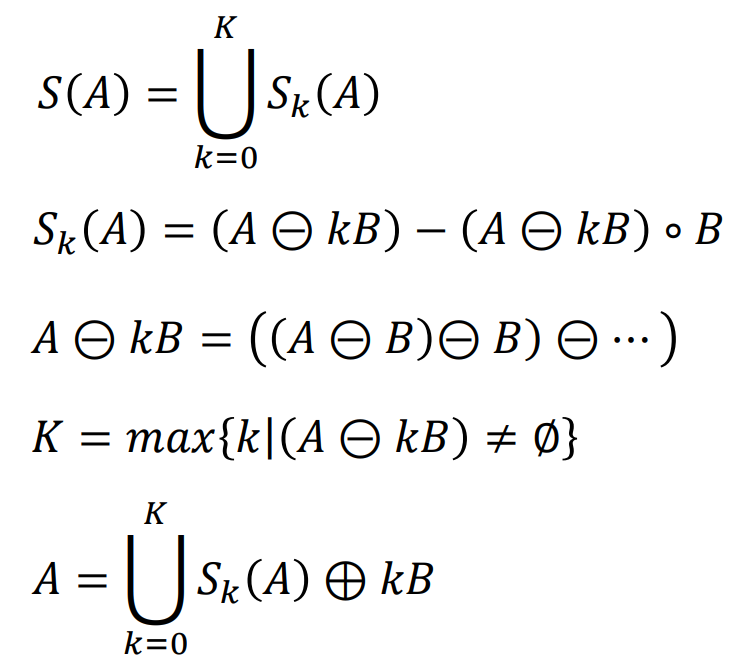 S(A) = ⋃_{k=0}^{K} S_k(A)
S_k(A) = (A ⊖ kB) − (A ⊖ kB) ∘ B
A ⊖ kB = ((A ⊖ B)⊖ B) ⊖ ⋯ )
K = max{k|(A ⊖ kB) ≠ ∅}
A = ⋃_{k=0}^{K} S_k(A) ⊕ kB